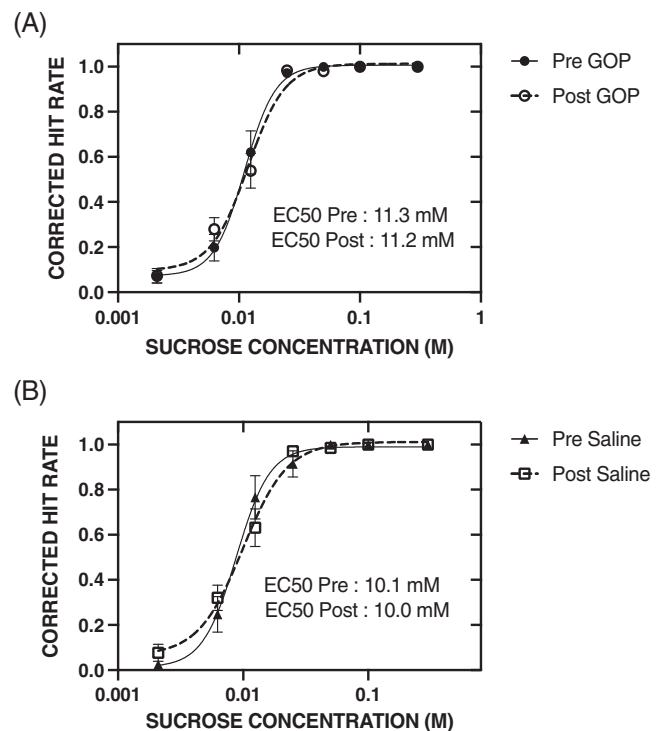 (A)
CORRECTED HIT RATE
1.0
0.8
0.6
0.4
0.2
0.0
EC50 Pre : 11.3 mM
EC50 Post : 11.2 mM
0.001
0.01
0.1
1
SUCROSE CONCENTRATION (M)
Pre GOP
Post GOP
(B)
CORRECTED HIT RATE
1.0
0.8
0.6
0.4
0.2
0.0
EC50 Pre : 10.1 mM
EC50 Post : 10.0 mM
0.001
0.01
0.1
SUCROSE CONCENTRATION (M)
Pre Saline
Post Saline